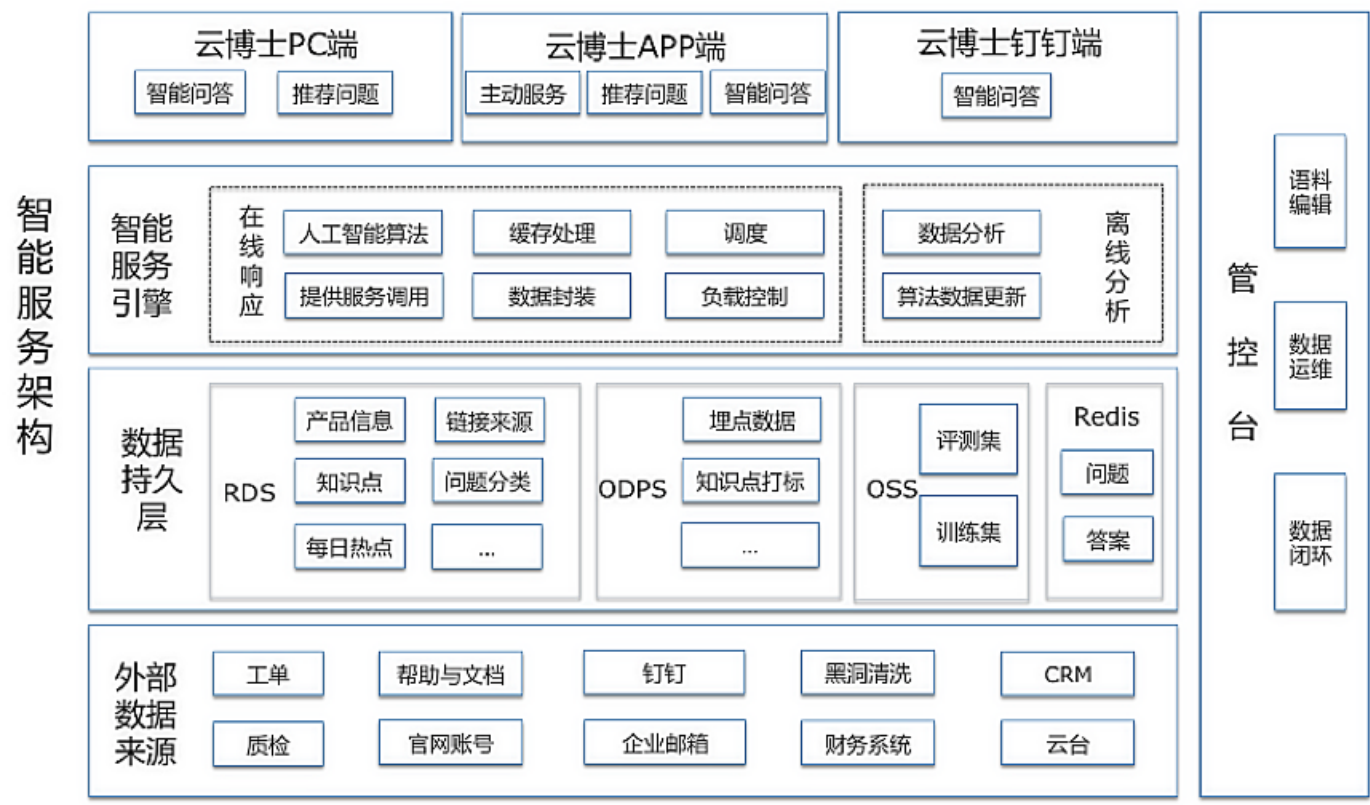 智能服务架构
云博士PC端
智能问答
推荐问题
云博士APP端
主动服务
推荐问题
智能问答
云博士钉钉端
智能问答
智能
服务
引擎
在线响应
人工智能算法
缓存处理
调度
提供服务调用
数据封装
负载控制
数据分析
算法数据更新
离线分析
数据
持久
层
RDS
产品信息
链接来源
知识点
问题分类
每日热点
...
ODPS
埋点数据
知识点打标
...
OSS
评测集
训练集
Redis
问题
答案
外部
数据
来源
工单
帮助与文档
钉钉
黑洞清洗
CRM
质检
官网账号
企业邮箱
财务系统
云台
管控台
语料
编辑
数据
运维
数据
闭环